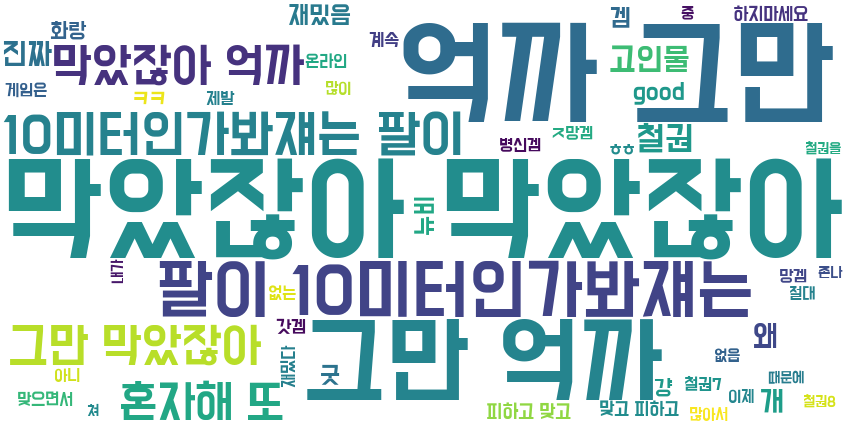 재밌음
겜
중
하지마세요
화랑
계속
억까 그만
진짜
막았잖아 억까
온라인
고인물
게임은
ㅋㅋ
제발
많이
good
10미터인가봐쟤는 팔이
병신겜
ㅈ망겜
ㅎㅎ
철권
철권을
막았잖아 막았잖아
버뉴
내가
팔이 10미터인가봐쟤는
없는
망겜
존나
절대
그만 막았잖아
갓겜
그만 억까
왜
재밌다
굿
없음
아니
혼자해 또
걍
철권7
때문에
맞으면서
쳐
피하고 맞고
맞고 피하고
많아서
이제
개
철권8